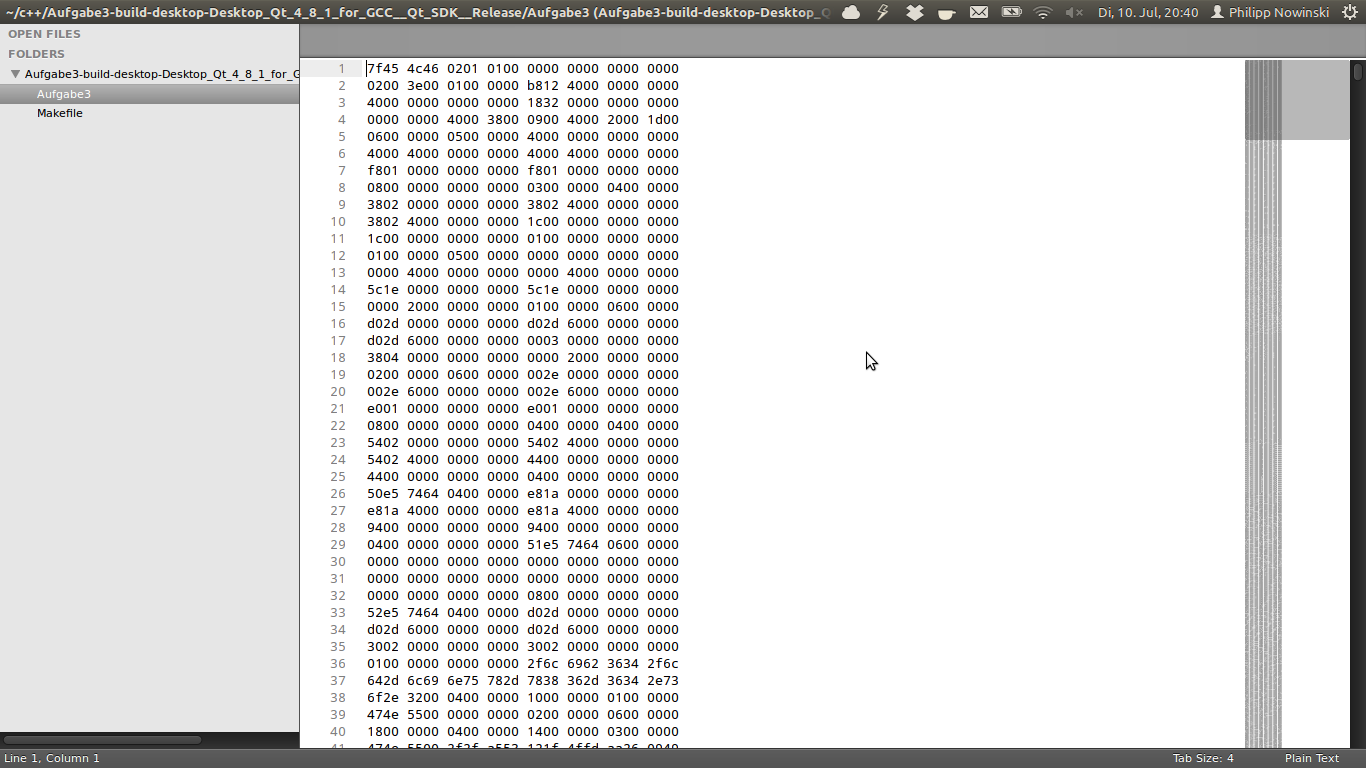 ~/c++/Aufgabe3-build-desktop-Desktop_Qt_4_8_1_for_GCC__Qt_SDK__Release/Aufgabe3 (Aufgabe3-build-desktop-Desktop_Q
Di, 10. Jul, 20:40 Philipp Nowinski
OPEN FILES
FOLDERS
Aufgabe3-build-desktop-Desktop_Qt_4_8_1_for_G
Aufgabe3
Makefile
1 7f45 4c46 0201 0100 0000 0000 0000 0000
2 0200 3e00 0100 0000 b812 4000 0000 0000
3 4000 0000 0000 0000 1832 0000 0000 0000
4 0000 0000 4000 3800 0900 4000 2000 1d00
5 0600 0000 0500 0000 4000 0000 0000 0000
6 4000 4000 0000 0000 4000 4000 0000 0000
7 f801 0000 0000 0000 f801 0000 0000 0000
8 0800 0000 0000 0000 0300 0000 0400 0000
9 3802 0000 0000 0000 3802 4000 0000 0000
10 3802 4000 0000 0000 1c00 0000 0000 0000
11 1c00 0000 0000 0000 0100 0000 0000 0000
12 0100 0000 0500 0000 0000 0000 0000 0000
13 0000 4000 0000 0000 0000 4000 0000 0000
14 5c1e 0000 0000 0000 5c1e 0000 0000 0000
15 0000 2000 0000 0000 0100 0000 0600 0000
16 d02d 0000 0000 0000 d02d 6000 0000 0000
17 d02d 6000 0000 0000 0003 0000 0000 0000
18 3804 0000 0000 0000 0000 2000 0000 0000
19 0200 0000 0600 0000 002e 0000 0000 0000
20 002e 6000 0000 0000 002e 6000 0000 0000
21 e001 0000 0000 0000 e001 0000 0000 0000
22 0800 0000 0000 0000 0400 0000 0400 0000
23 5402 0000 0000 0000 5402 4000 0000 0000
24 5402 4000 0000 0000 4400 0000 0000 0000
25 4400 0000 0000 0000 0400 0000 0000 0000
26 50e5 7464 0400 0000 e81a 0000 0000 0000
27 e81a 4000 0000 0000 e81a 4000 0000 0000
28 9400 0000 0000 0000 9400 0000 0000 0000
29 0400 0000 0000 0000 51e5 7464 0600 0000
30 0000 0000 0000 0000 0000 0000 0000 0000
31 0000 0000 0000 0000 0000 0000 0000 0000
32 0000 0000 0000 0000 0800 0000 0000 0000
33 52e5 7464 0400 0000 d02d 0000 0000 0000
34 d02d 6000 0000 0000 d02d 6000 0000 0000
35 3002 0000 0000 0000 3002 0000 0000 0000
36 0100 0000 0000 0000 2f6c 6962 3634 2f6c
37 642d 6c69 6e75 782d 7838 362d 3634 2e73
38 6f2e 3200 0400 0000 1000 0000 0100 0000
39 474e 5500 0000 0000 0200 0000 0600 0000
40 1800 0000 0400 0000 1400 0000 0300 0000
Line 1, Column 1
Tab Size: 4 Plain Text